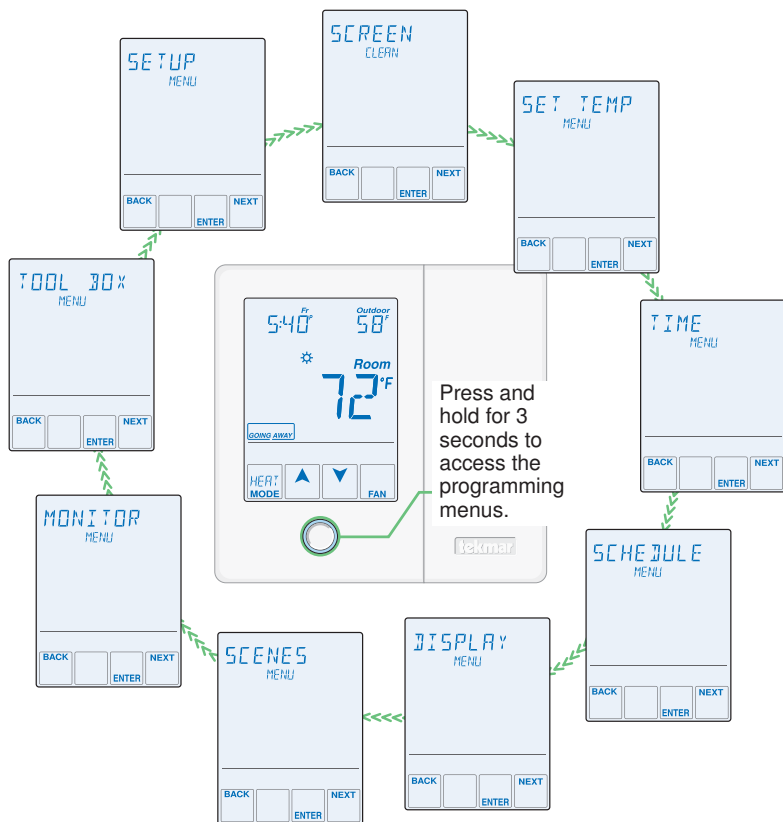 SCREEN
CLEAN
BACK
ENTER
NEXT
SET TEMP
MENU
BACK
ENTER
NEXT
TIME
MENU
BACK
ENTER
NEXT
SCHEDULE
MENU
BACK
ENTER
NEXT
DISPLAY
MENU
BACK
ENTER
NEXT
SCENES
MENU
BACK
ENTER
NEXT
MONITOR
MENU
BACK
ENTER
NEXT
TOOL BOX
MENU
BACK
ENTER
NEXT
SETUP
MENU
BACK
ENTER
NEXT
Fr
5:40P
Outdoor
58°F
Room
72°F
GOING AWAY
HEAT
MODE
FAN
Press and
hold for 3
seconds to
access the
programming
menus.
tekmar